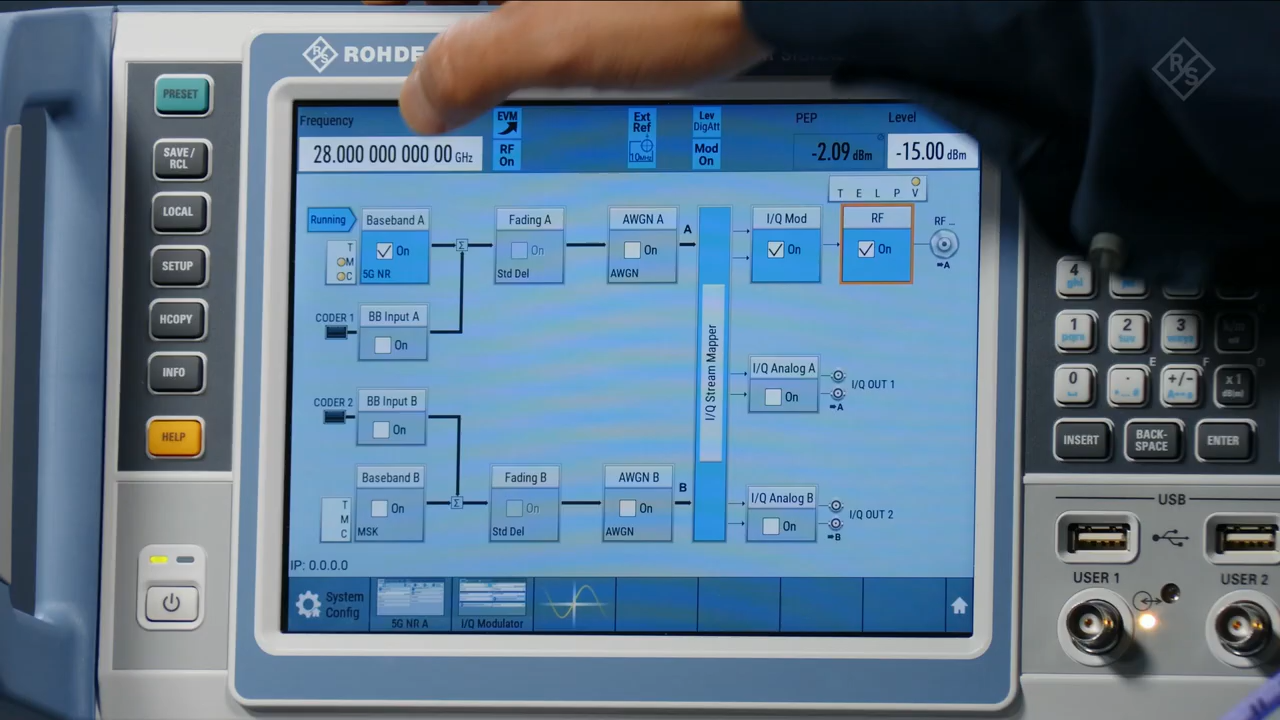 R&S ROHDE
R&S
PRESET
SAVE/
RCL
LOCAL
SETUP
HCOPY
INFO
HELP
Frequency
28.000 000 000 00 GHz
EVM
RF
On
Ext
Ref
10MHz
Lev
DigAtt
Mod
On
PEP
-2.09 dBm
Level
-15.00 dBm
Running
Baseband A
On
5G NR
T
M
C
Σ
Fading A
On
Std Del
AWGN A
On
AWGN
A
I/Q Stream Mapper
I/Q Mod
On
T E L P V
RF
On
RF
A
CODER 1
BB Input A
On
I/Q Analog A
On
I/Q OUT 1
A
CODER 2
BB Input B
On
Baseband B
On
MSK
T
M
C
Σ
Fading B
On
Std Del
AWGN B
On
AWGN
B
I/Q Analog B
On
I/Q OUT 2
B
IP: 0.0.0.0
System
Config
5G NR A
I/Q Modulator
4
ghi
1
2
3
0
.
+/-
x1
dB(m)
E
F
INSERT
BACK-
SPACE
ENTER
USB
USER 1
USER 2